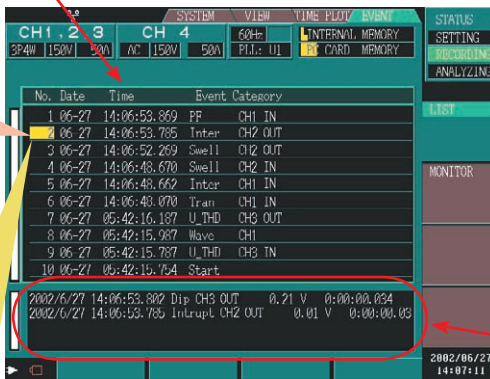 SYSTEM VIEW TIME PLOT EVENT
CH1,2,3 CH 4 60Hz INTERNAL MEMORY
3P4W 150V 50A AC 150V 50A PLL: U1 PC CARD MEMORY
STATUS
SETTING
RECORDING
ANALYZING
No. Date Time Event Category
1 06-27 14:06:53.869 PF CH1 IN
2 06-27 14:06:53.785 Inter CH2 OUT
3 06-27 14:06:52.269 Swell CH2 OUT
4 06-27 14:06:48.670 Swell CH2 IN
5 06-27 14:06:48.662 Inter CH1 IN
6 06-27 14:06:48.070 Tran CH1 IN
7 06-27 05:42:16.187 U_THD CH3 OUT
8 06-27 05:42:15.987 Wave CH1
9 06-27 05:42:15.787 U_THD CH3 IN
10 06-27 05:42:15.754 Start
LIST
MONITOR
2002/6/27 14:06:53.802 Dip CH3 OUT 0.21 V 0:00:00.034
2002/6/27 14:06:53.785 Intrupt CH2 OUT 0.01 V 0:00:00.03
2002/06/27
14:07:11